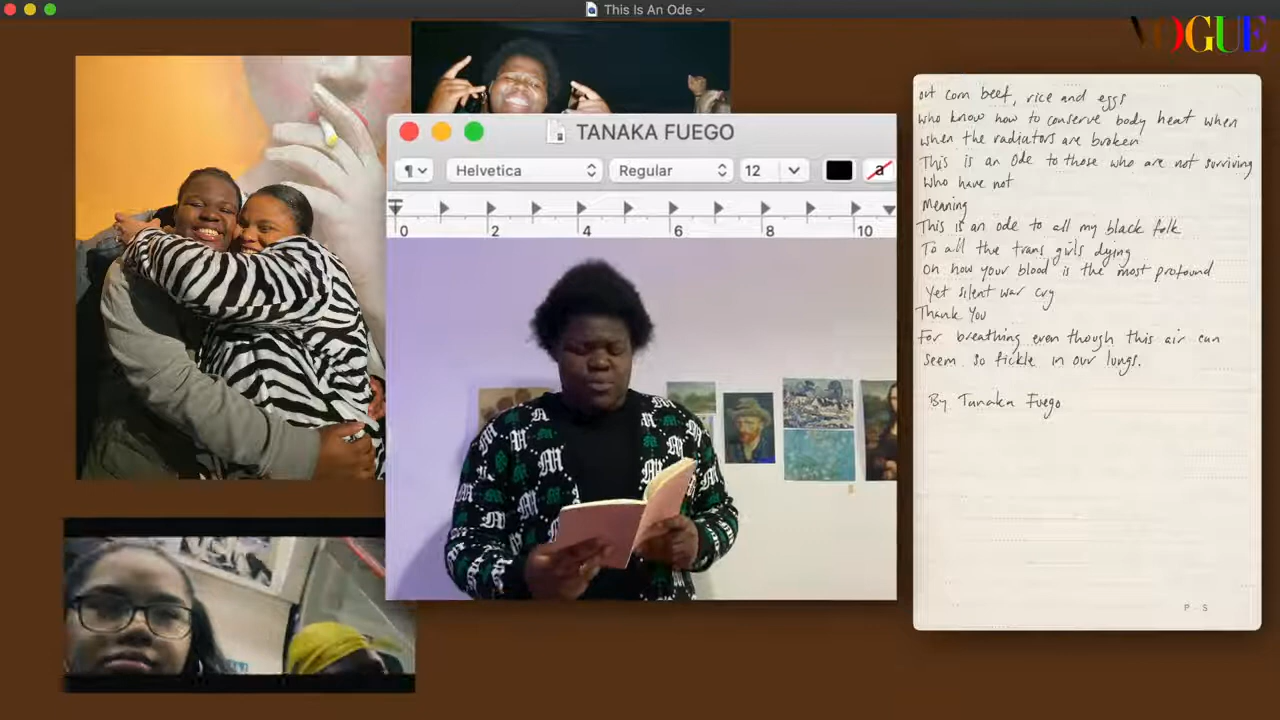 This Is An Ode
VOGUE
TANAKA FUEGO
¶
Helvetica
Regular
12
a
0 2 4 6 8 10
out corn beef, rice and eggs
who know how to conserve body heat when
when the radiators are broken
This is an Ode to those who are not surviving
Who have not
Meaning
This is an ode to all my black folk
To all the trans girls dying
On how your blood is the most profound
Yet silent war cry
Thank You
For breathing even though this air can
seem so fickle in our lungs.
By Tanaka Fuego
P - S